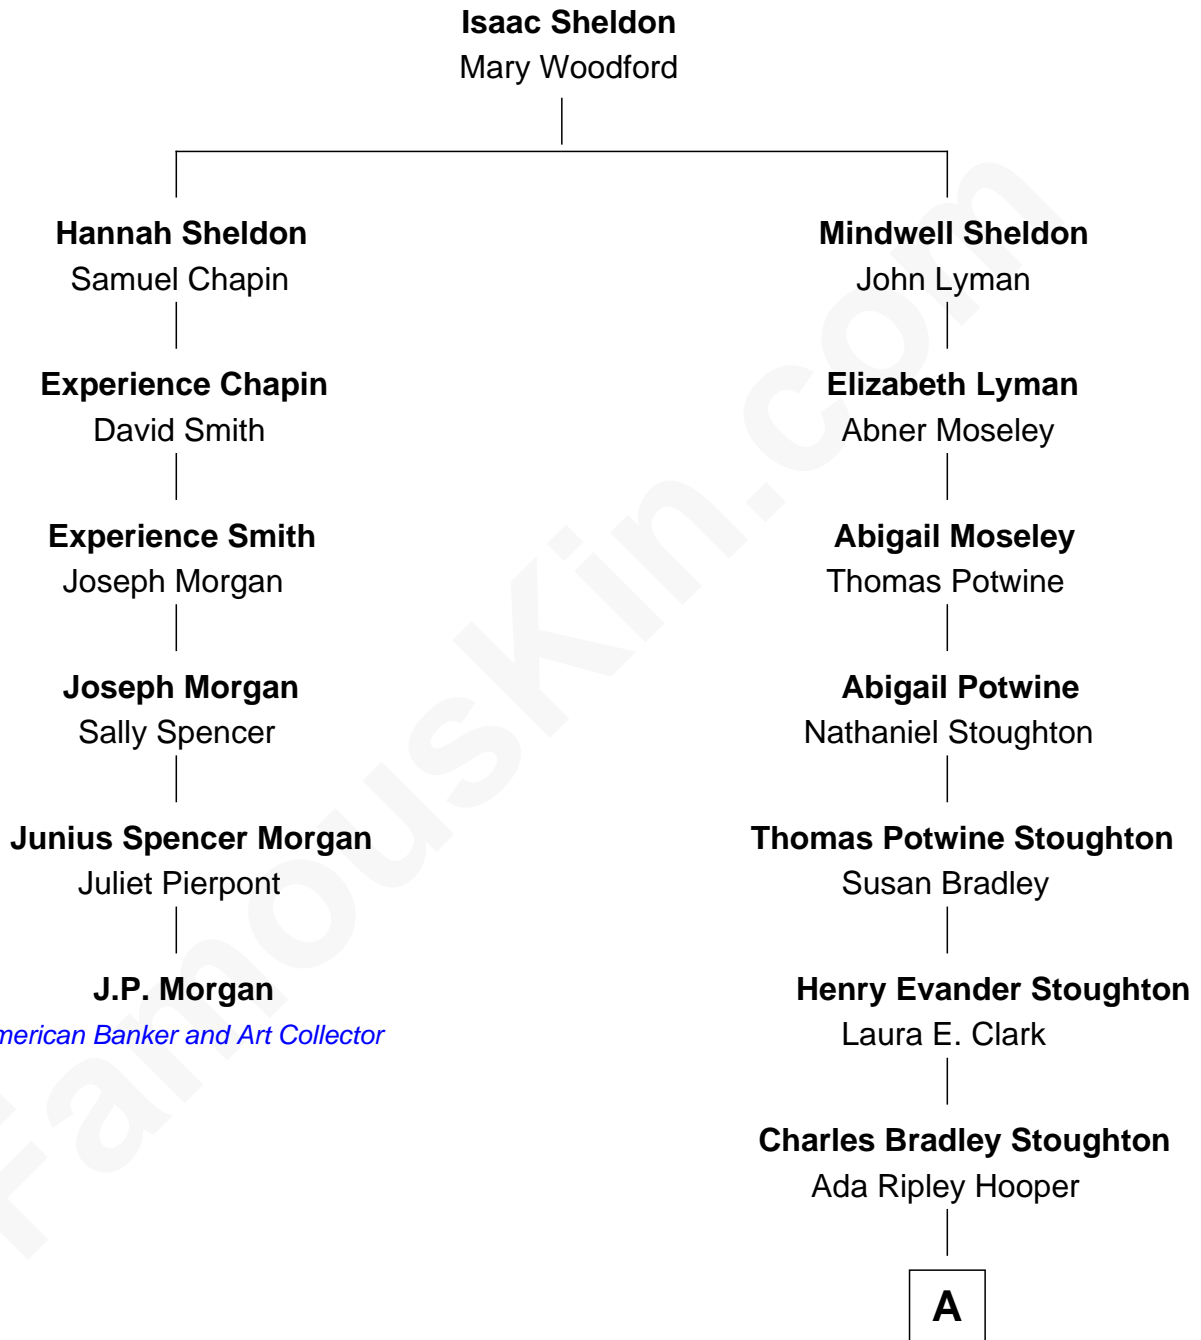 Isaac Sheldon
Mary Woodford
Hannah Sheldon
Samuel Chapin
Mindwell Sheldon
John Lyman
Experience Chapin
David Smith
Elizabeth Lyman
Abner Moseley
Experience Smith
Joseph Morgan
Abigail Moseley
Thomas Potwine
Joseph Morgan
Sally Spencer
Abigail Potwine
Nathaniel Stoughton
Junius Spencer Morgan
Juliet Pierpont
Thomas Potwine Stoughton
Susan Bradley
J.P. Morgan
merican Banker and Art Collector
Henry Evander Stoughton
Laura E. Clark
Charles Bradley Stoughton
Ada Ripley Hooper
A
FamousKin.com